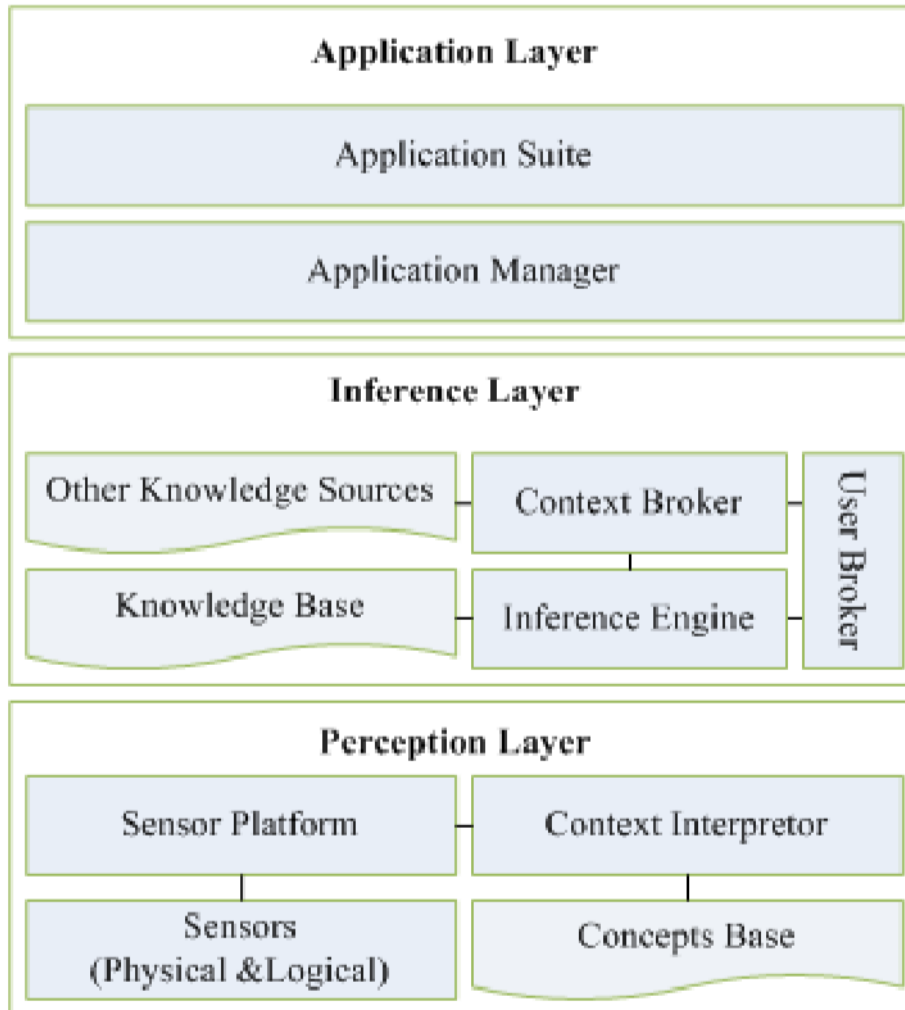 Application Layer
Application Suite
Application Manager
Inference Layer
Other Knowledge Sources
Context Broker
User Broker
Knowledge Base
Inference Engine
Perception Layer
Sensor Platform
Context Interpretor
Sensors
(Physical &Logical)
Concepts Base